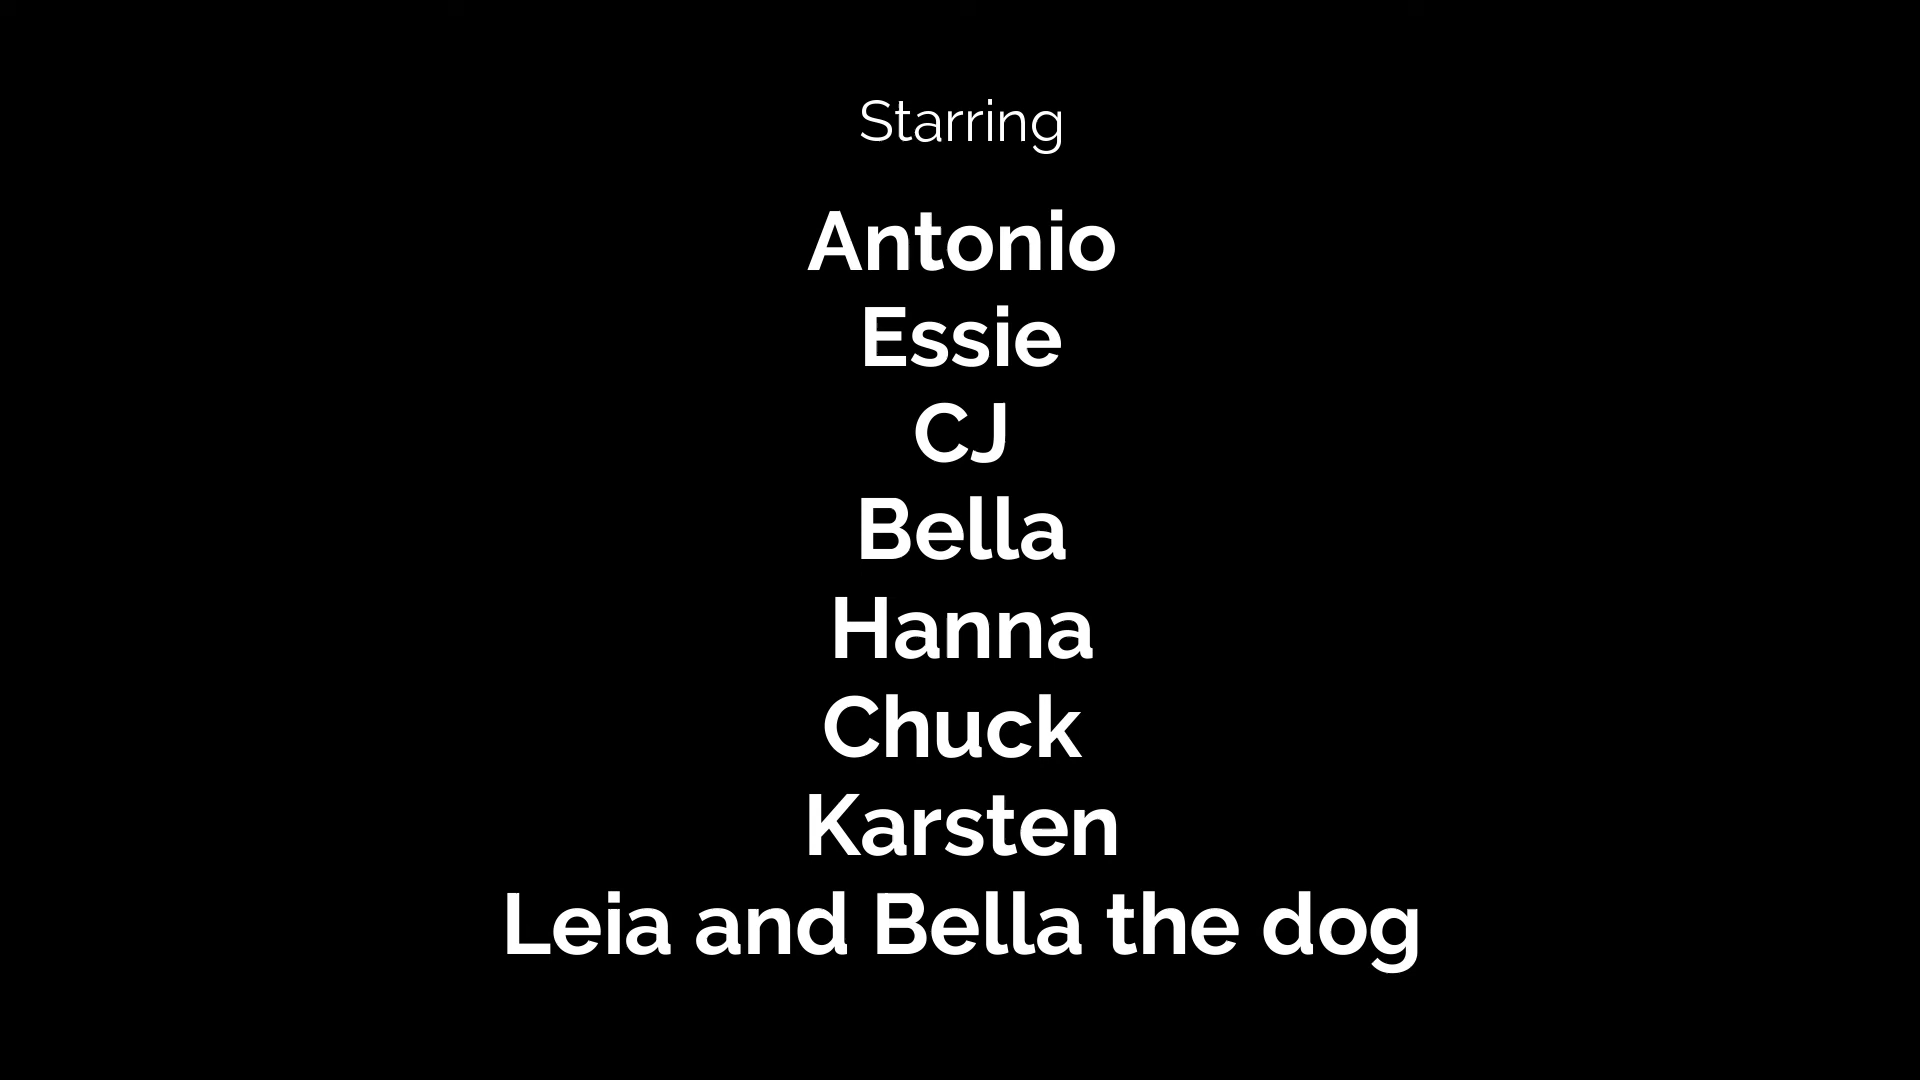 Starring
Antonio
Essie
CJ
Bella
Hanna
Chuck
Karsten
Leia and Bella the dog